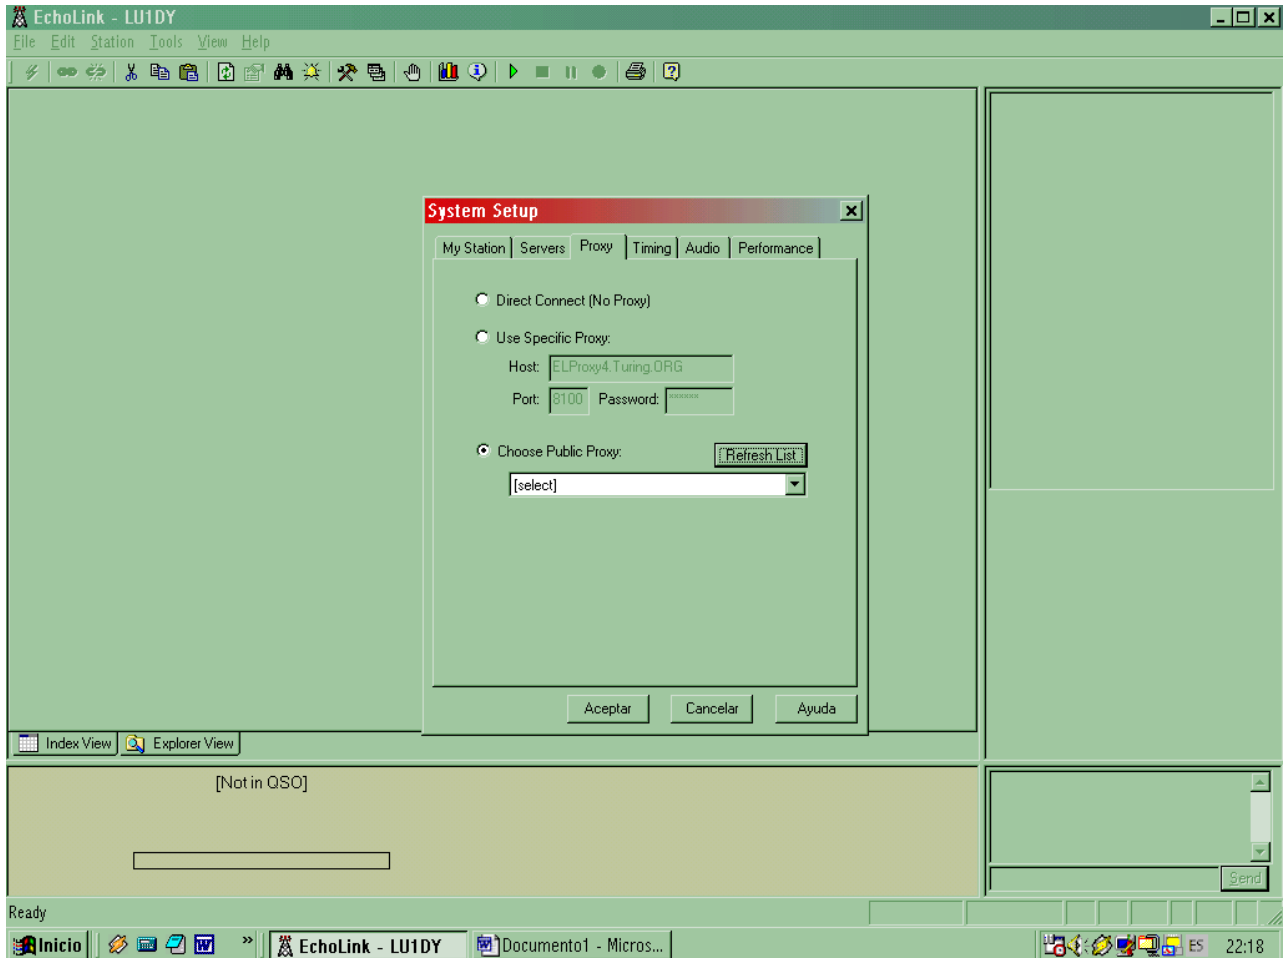 EchoLink - LU1DY
File Edit Station Tools View Help
System Setup
My Station Servers Proxy Timing Audio Performance
Direct Connect (No Proxy)
Use Specific Proxy:
Host: ELProxy4.Turing.ORG
Port: 8100 Password: ******
Choose Public Proxy: Refresh List
[select]
Aceptar Cancelar Ayuda
Index View Explorer View
[Not in QSO]
Send
Ready
Inicio » EchoLink - LU1DY Documento1 - Micros... ES 22:18